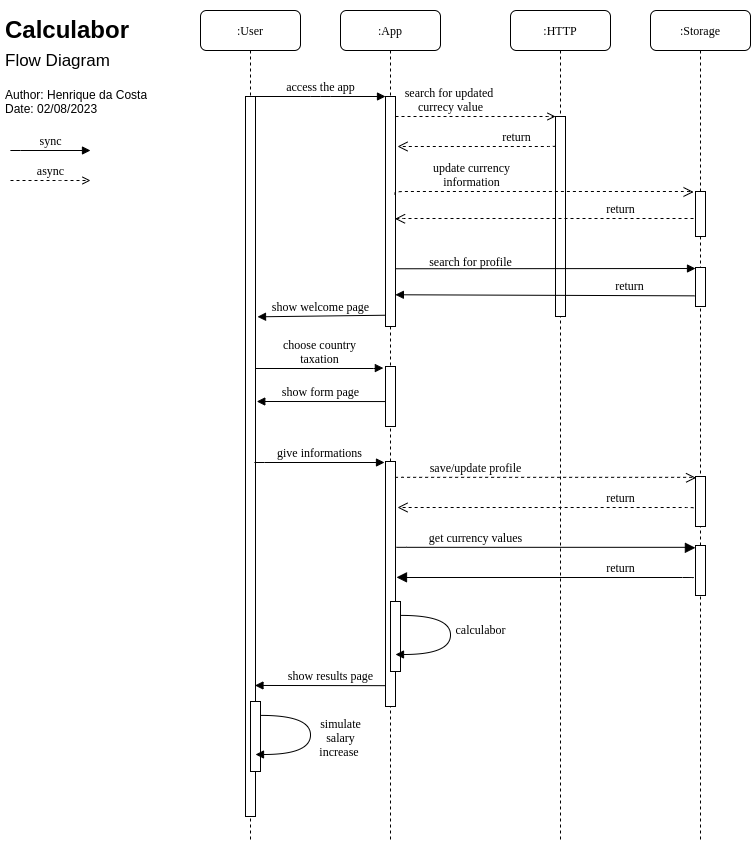 Calculabor
Flow Diagram
Author: Henrique da Costa
Date: 02/08/2023
sync
async
:User
:App
:HTTP
:Storage
access the app
search for updated
currecy value
return
update currency
information
return
search for profile
return
show welcome page
choose country
taxation
show form page
give informations
save/update profile
return
get currency values
return
calculabor
show results page
simulate
salary
increase